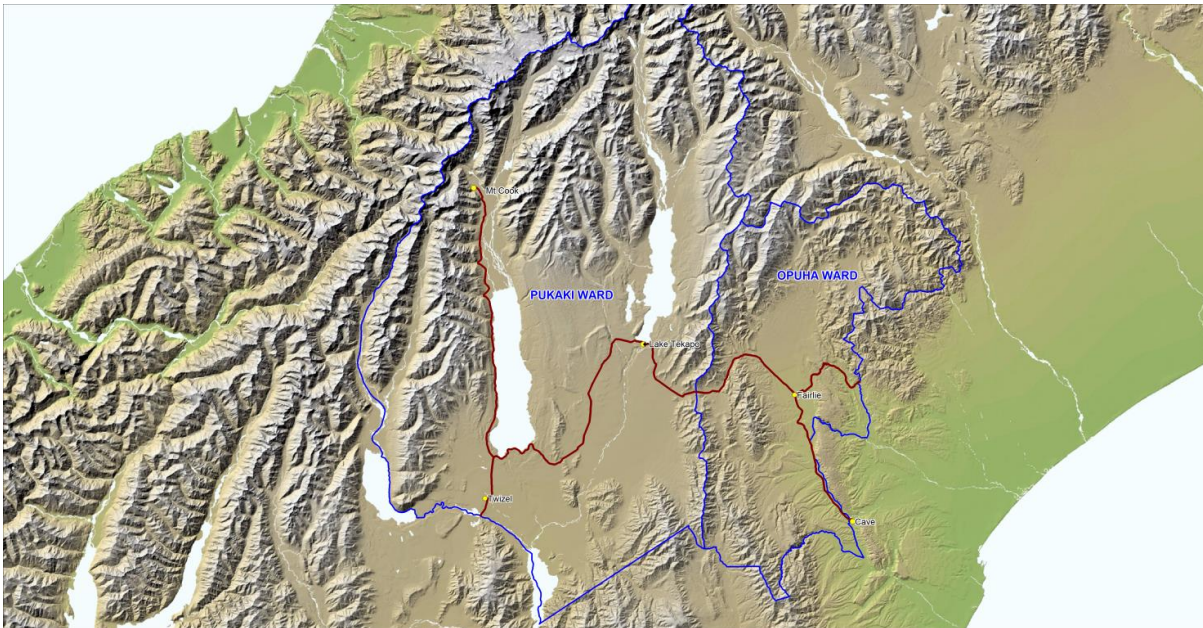 Mt Cook
PUKAKI WARD
OPUHA WARD
Lake Tekapo
Fairlie
Twizel
Cave